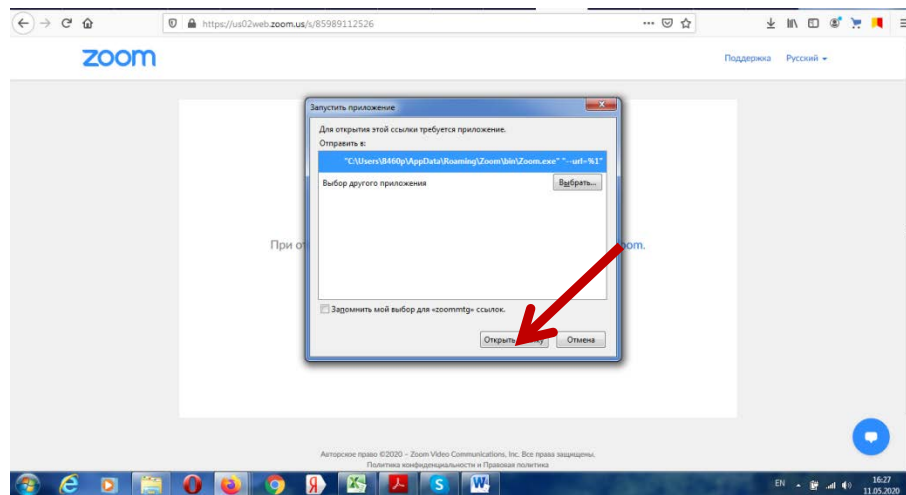 https://us02web.zoom.us/s/85989112526
zoom
Поддержка Русский
Запустить приложение
Для открытия этой ссылки требуется приложение.
Отправить в:
"C:\Users\8460p\AppData\Roaming\Zoom\bin\Zoom.exe" "--url=%1"
Выбор другого приложения
Выбрать...
При
oom.
Запомнить мой выбор для «zoommtg» ссылок.
Открыть
Отмена
Авторское право ©2020 - Zoom Video Communications, Inc. Все права защищены.
Политика конфиденциальности и Правовая политика
EN
16:27
11.05.2020